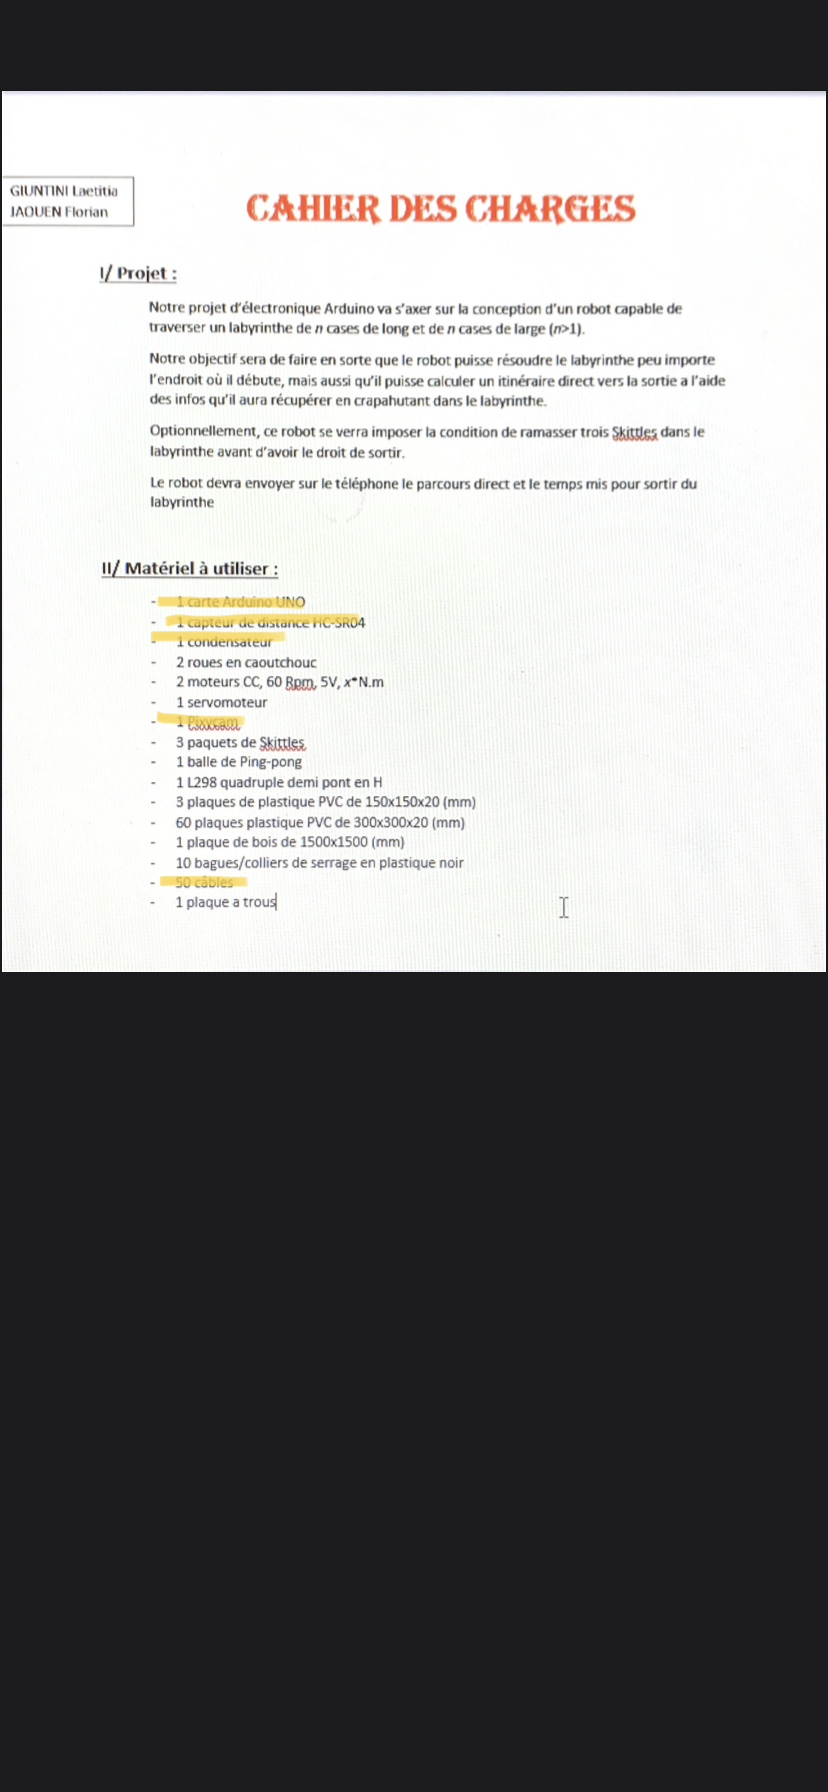 GIUNTINI Laetitia
JAOUEN Florian
CAHIER DES CHARGES
I/ Projet :
Notre projet d'électronique Arduino va s'axer sur la conception d'un robot capable de
traverser un labyrinthe de n cases de long et de n cases de large (n>1).
Notre objectif sera de faire en sorte que le robot puisse résoudre le labyrinthe peu importe
l'endroit où il débute, mais aussi qu'il puisse calculer un itinéraire direct vers la sortie a l'aide
des infos qu'il aura récupérer en crapahutant dans le labyrinthe.
Optionnellement, ce robot se verra imposer la condition de ramasser trois Skittles dans le
labyrinthe avant d'avoir le droit de sortir.
Le robot devra envoyer sur le téléphone le parcours direct et le temps mis pour sortir du
labyrinthe
II/ Matériel à utiliser :
- 1 carte Arduino UNO
- 1 capteur de distance HC-SR04
- 1 condensateur
- 2 roues en caoutchouc
- 2 moteurs CC, 60 Rpm, 5V, x*N.m
- 1 servomoteur
- 1 Pixycam
- 3 paquets de Skittles
- 1 balle de Ping-pong
- 1 L298 quadruple demi pont en H
- 3 plaques de plastique PVC de 150x150x20 (mm)
- 60 plaques plastique PVC de 300x300x20 (mm)
- 1 plaque de bois de 1500x1500 (mm)
- 10 bagues/colliers de serrage en plastique noir
- 50 câbles
- 1 plaque a trous